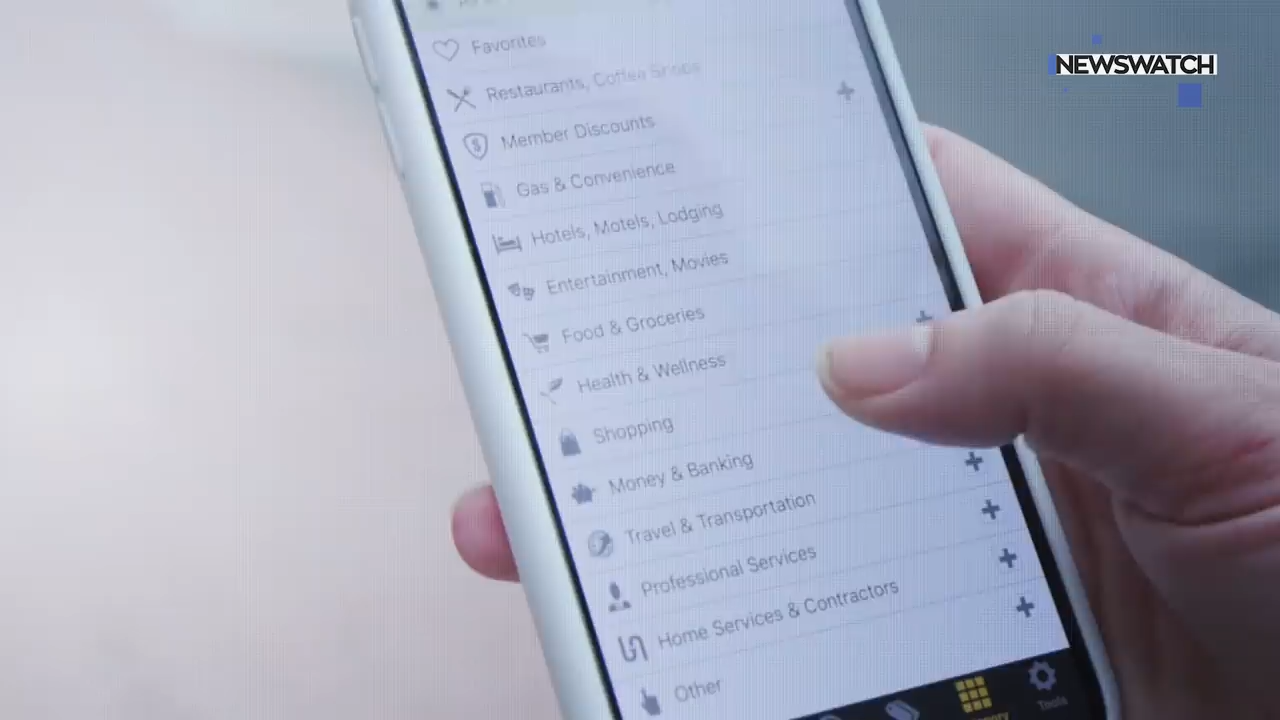 NEWSWATCH
Favorites
Restaurants, Coffee Shops
Member Discounts
Gas & Convenience
Hotels, Motels, Lodging
Entertainment, Movies
Food & Groceries
Health & Wellness
Shopping
Money & Banking
Travel & Transportation
Professional Services
Home Services & Contractors
Other
Tools